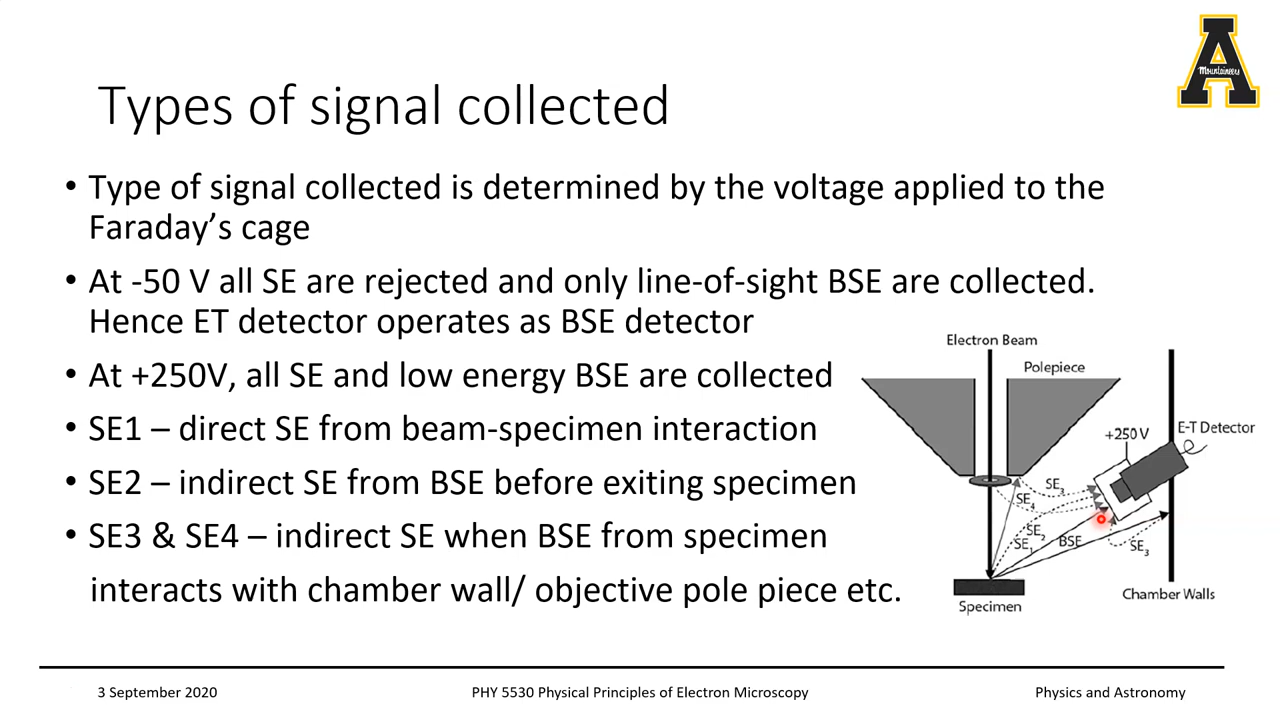 Mountaineers
Types of signal collected
• Type of signal collected is determined by the voltage applied to the
Faraday’s cage
• At -50 V all SE are rejected and only line-of-sight BSE are collected.
Hence ET detector operates as BSE detector
• At +250V, all SE and low energy BSE are collected
• SE1 – direct SE from beam-specimen interaction
• SE2 – indirect SE from BSE before exiting specimen
• SE3 & SE4 – indirect SE when BSE from specimen
interacts with chamber wall/ objective pole piece etc.
Electron Beam
Polepiece
E-T Detector
+250 V
SE3
SE4
SE2
SE1
BSE
SE3
Chamber Walls
Specimen
3 September 2020
PHY 5530 Physical Principles of Electron Microscopy
Physics and Astronomy